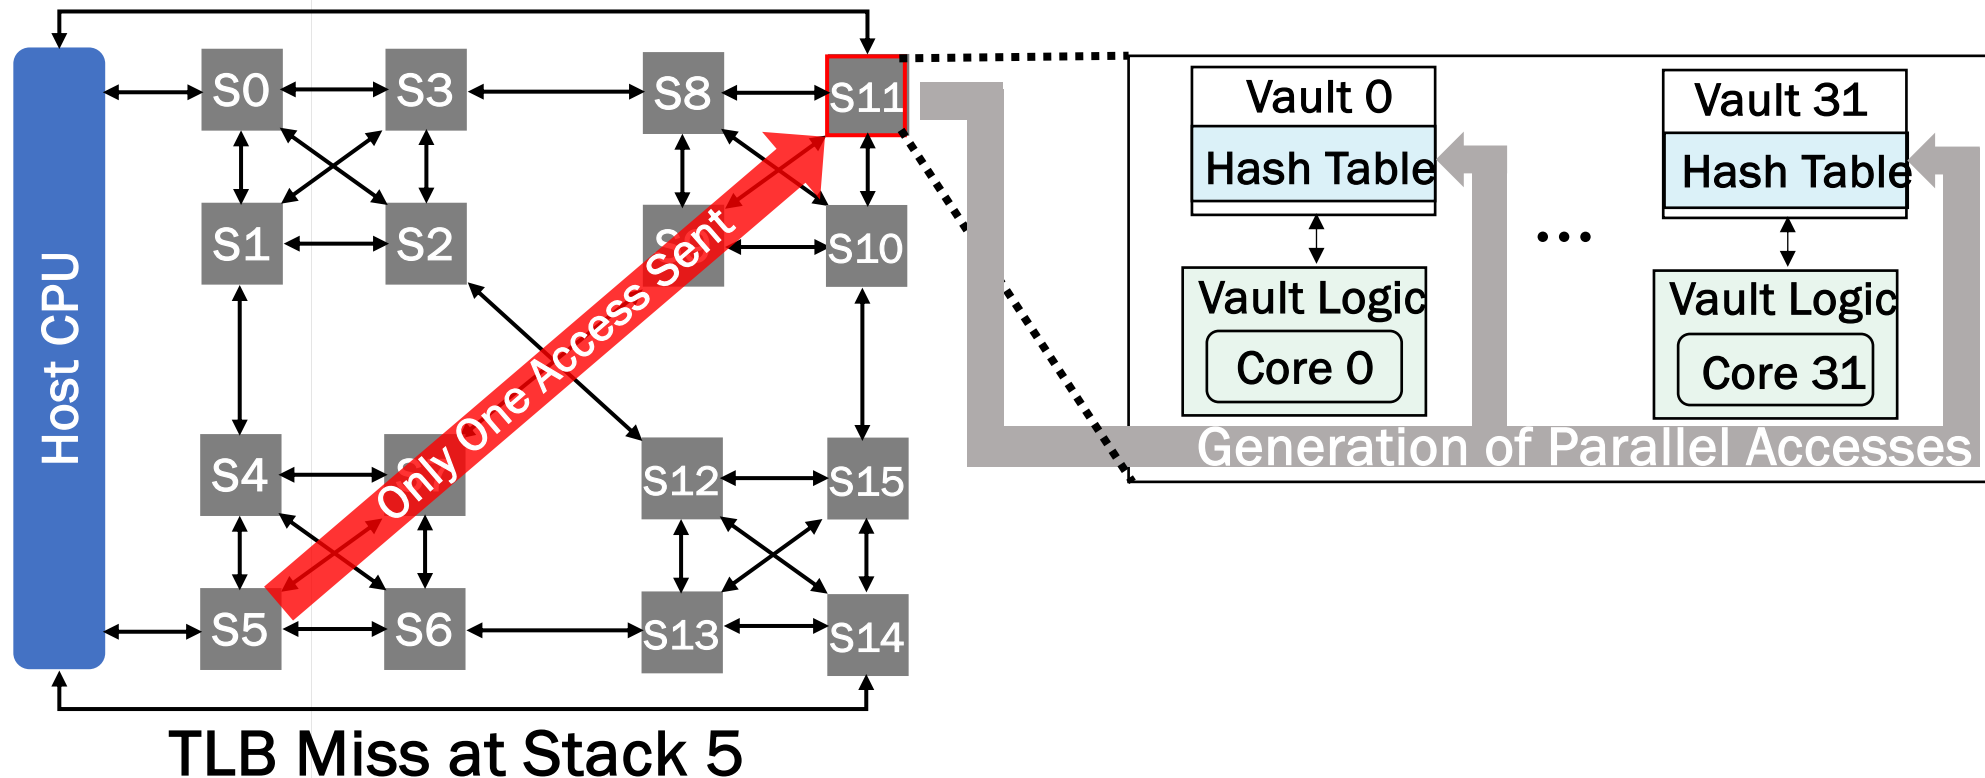 Host CPU
S0
S3
S8
S11
S1
S2
S10
S4
S12
S15
S5
S6
S13
S14
Only One Access Sent
TLB Miss at Stack 5
Vault 0
Hash Table
Vault Logic
Core 0
...
Vault 31
Hash Table
Vault Logic
Core 31
Generation of Parallel Accesses